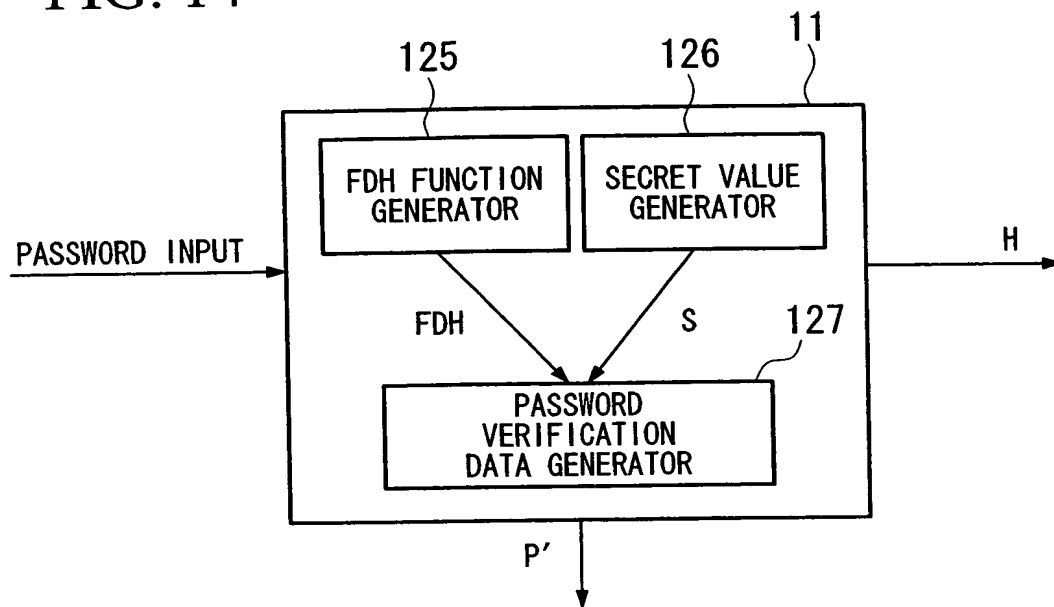 11
125
126
FDH FUNCTION
GENERATOR
SECRET VALUE
GENERATOR
PASSWORD INPUT
H
FDH
S
127
PASSWORD
VERIFICATION
DATA GENERATOR
P'